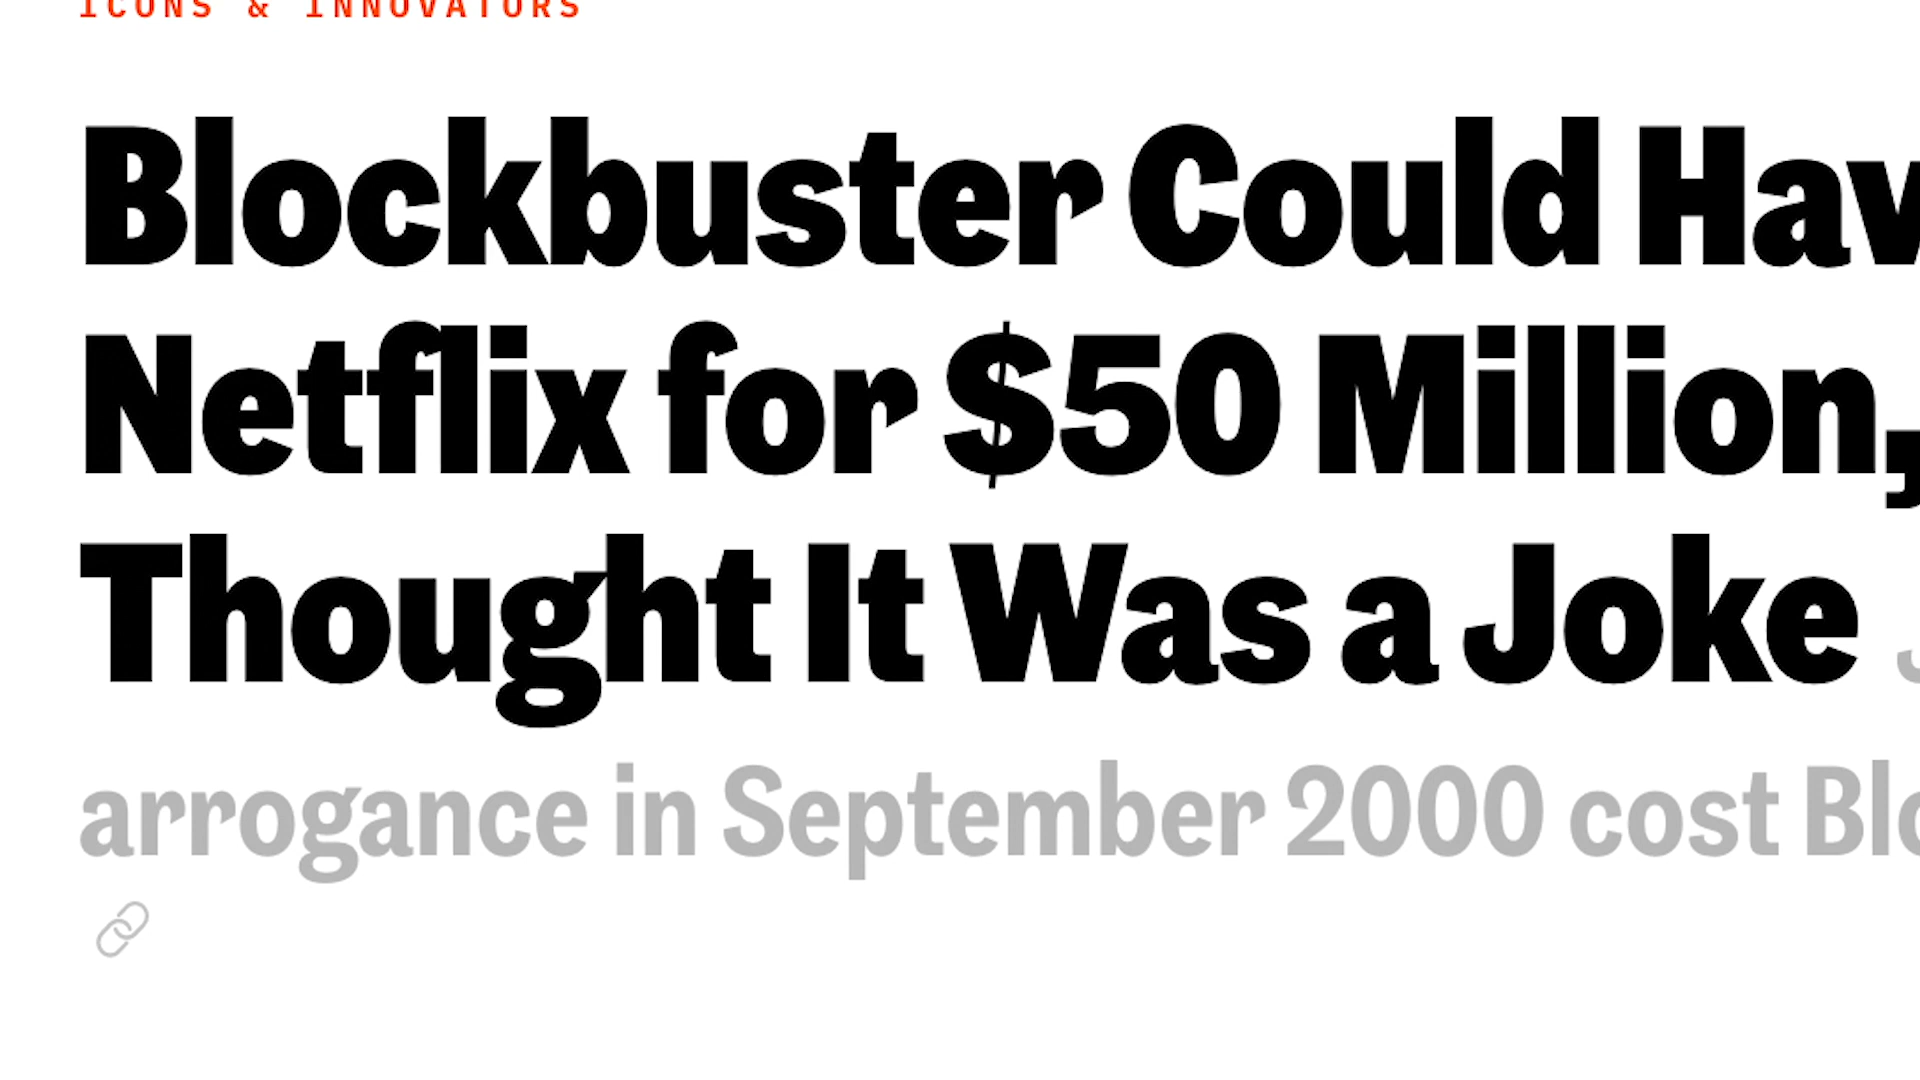 ICONS & INNOVATORS
Blockbuster Could Hav
Netflix for $50 Million,
Thought It Was a Joke
arrogance in September 2000 cost Blo